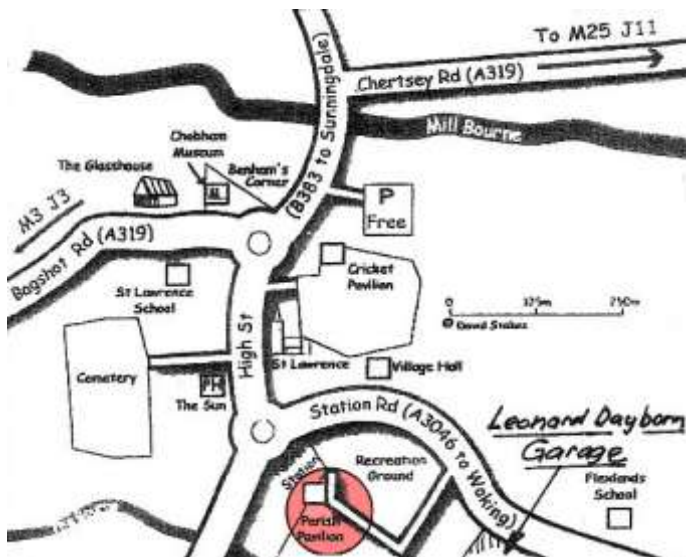 To M25 J11
Chertsey Rd (A319)
(B383 to Sunningdale)
Mill Bourne
Chobham
Museum
Benham's
Corner
The Glasshouse
M3 J3
P
Free
Bagshot Rd (A319)
Cricket
Pavilion
St Lawrence
School
0 125m 250m
© David Stokes
High St
St Lawrence
Village Hall
Cemetery
PH
The Sun
Station Rd (A3046 to Woking)
Leonard Dayborn
Garage
Recreation
Ground
Station
Flexlands
School
Parish
Pavilion